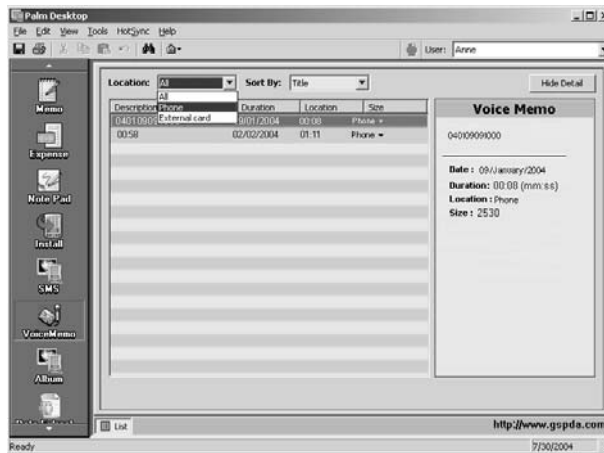 Palm Desktop
File Edit View Tools HotSync Help
User: Anne
Location: All Sort By: Title Hide Detail
All
Phone
External card
Description Duration Location Size
04010909 9/01/2004 00:08 Phone
00:58 02/02/2004 01:11 Phone
Voice Memo
040109091000
Date : 09/January/2004
Duration: 00:08 (mm:ss)
Location : Phone
Size : 2530
Memo
Expense
Note Pad
Install
SMS
VoiceMemo
Album
List
http://www.gspda.com
Ready
7/30/2004